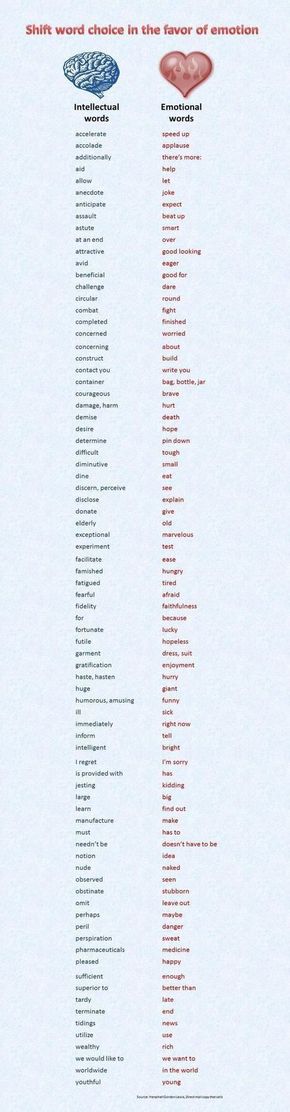 Shift word choice in the favor of emotion
Intellectual words
Emotional words
accelerate speed up
accolade applause
additionally there's more:
aid help
allow let
anecdote joke
anticipate expect
assault beat up
astute smart
at an end over
attractive good looking
avid eager
beneficial good for
challenge dare
circular round
combat fight
completed finished
concerned worried
concerning about
construct build
contact you write you
container bag, bottle, jar
courageous brave
damage, harm hurt
demise death
desire hope
determine pin down
difficult tough
diminutive small
dine eat
discern, perceive see
disclose explain
donate give
elderly old
exceptional marvelous
experiment test
facilitate ease
famished hungry
fatigued tired
fearful afraid
fidelity faithfulness
for because
fortunate lucky
futile hopeless
garment dress, suit
gratification enjoyment
haste, hasten hurry
huge giant
humorous, amusing funny
ill sick
immediately right now
inform tell
intelligent bright
I regret I'm sorry
is provided with has
jesting kidding
large big
learn find out
manufacture make
must has to
needn't be doesn't have to be
notion idea
nude naked
observed seen
obstinate stubborn
omit leave out
perhaps maybe
peril danger
perspiration sweat
pharmaceuticals medicine
pleased happy
sufficient enough
superior to better than
tardy late
terminate end
tidings news
utilize use
wealthy rich
we would like to we want to
worldwide in the world
youthful young
Source: Herschell Gordon Lewis, Direct mail copy that sells